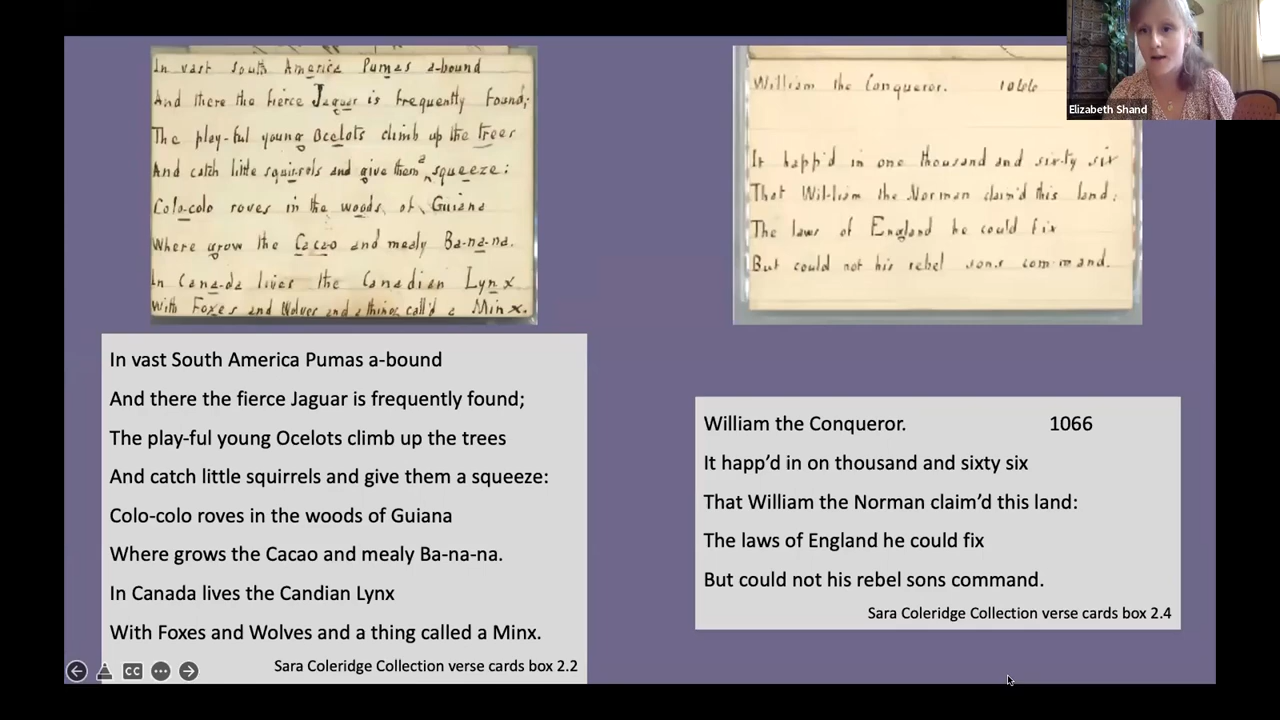 In vast South America Pumas a-bound
And there the fierce Jaguar is frequently found;
The play-ful young Ocelots climb up the trees
And catch little squirrels and give them a squeeze:
Colo-colo roves in the woods of Guiana
Where grow the Cacao and mealy Ba-na-na.
In Cana-da lives the Canadian Lynx
With Foxes and Wolves and a thing call'd a Minx.
William the Conqueror. 1066
It happ'd in one thousand and six-ty six
That Wil-liam the Norman claim'd this land:
The laws of England he could fix
But could not his rebel sons com-mand.
Elizabeth Shand
In vast South America Pumas a-bound
And there the fierce Jaguar is frequently found;
The play-ful young Ocelots climb up the trees
And catch little squirrels and give them a squeeze:
Colo-colo roves in the woods of Guiana
Where grows the Cacao and mealy Ba-na-na.
In Canada lives the Candian Lynx
With Foxes and Wolves and a thing called a Minx.
Sara Coleridge Collection verse cards box 2.2
William the Conqueror. 1066
It happ’d in on thousand and sixty six
That William the Norman claim’d this land:
The laws of England he could fix
But could not his rebel sons command.
Sara Coleridge Collection verse cards box 2.4
CC